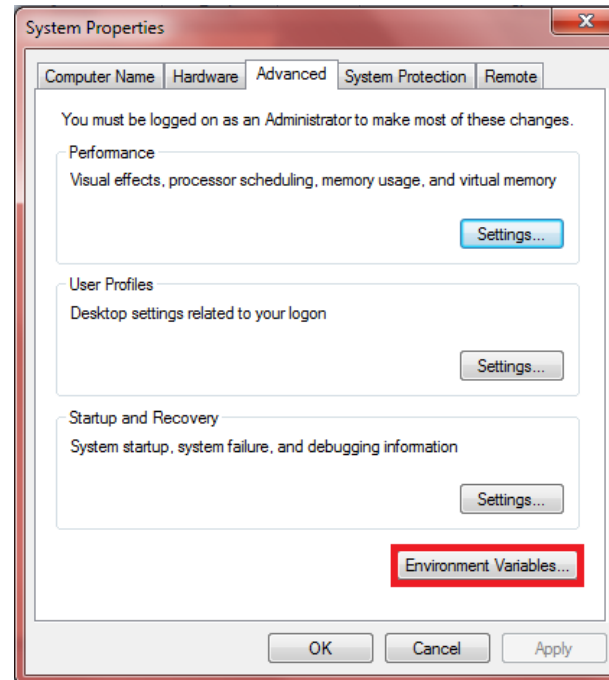 System Properties
Computer Name Hardware Advanced System Protection Remote
You must be logged on as an Administrator to make most of these changes.
Performance
Visual effects, processor scheduling, memory usage, and virtual memory
Settings...
User Profiles
Desktop settings related to your logon
Settings...
Startup and Recovery
System startup, system failure, and debugging information
Settings...
Environment Variables...
OK Cancel Apply